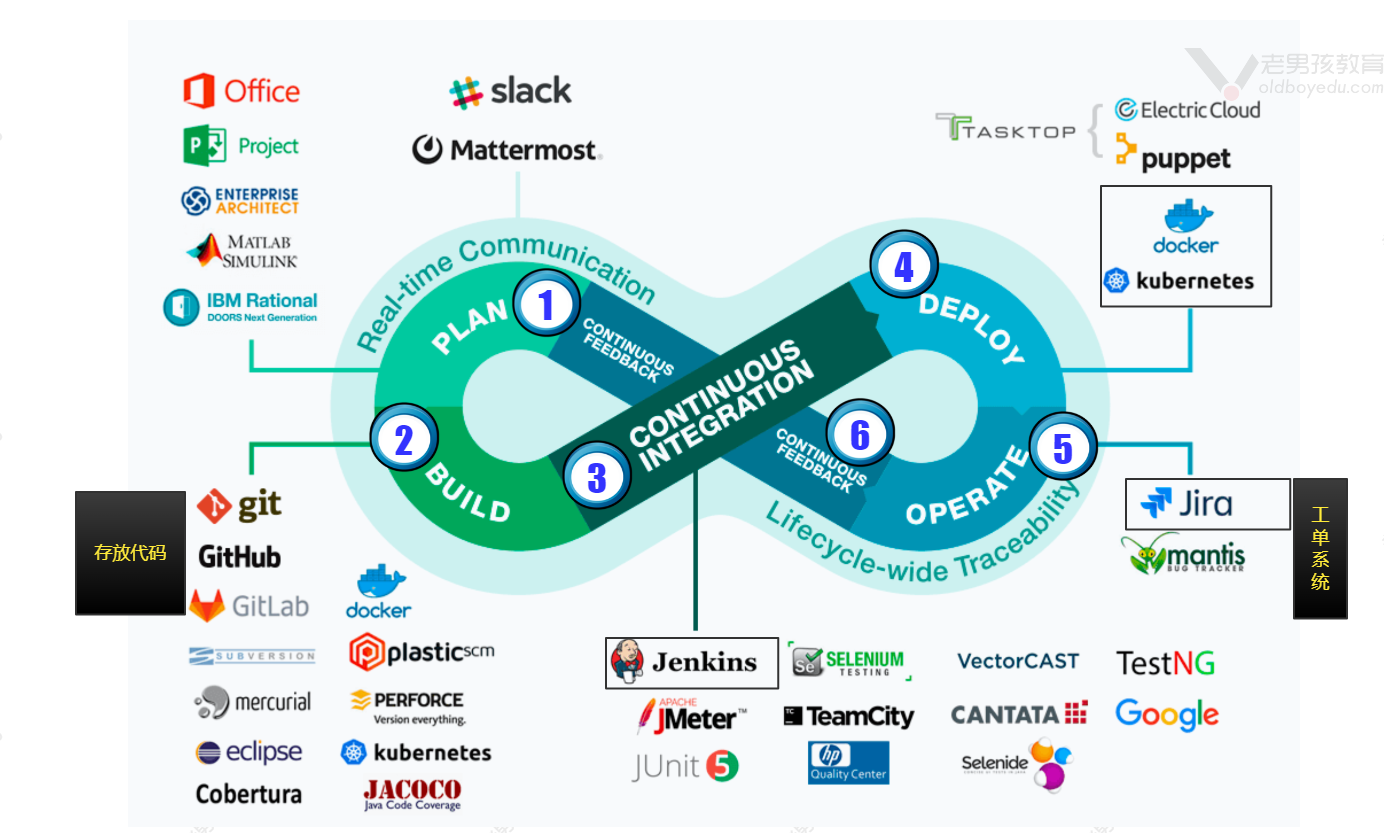 老男孩教育
oldboyedu.com
Office
Project
ENTERPRISE
ARCHITECT
MATLAB
SIMULINK
IBM Rational
DOORS Next Generation
slack
Mattermost
TASKTOP
Electric Cloud
puppet
docker
kubernetes
Real-time Communication
PLAN
1
CONTINUOUS
FEEDBACK
2
BUILD
3
CONTINUOUS
INTEGRATION
4
DEPLOY
5
OPERATE
6
CONTINUOUS
FEEDBACK
Lifecycle-wide Traceability
存放代码
git
GitHub
GitLab
docker
SUBVERSION
plasticscm
mercurial
PERFORCE
Version everything.
eclipse
kubernetes
Cobertura
JACOCO
Java Code Coverage
Jira
mantis
BUG TRACKER
工单系统
Jenkins
Se
SELENIUM
TESTING
VectorCAST
TestNG
APACHE
JMeter™
TC
TeamCity
CANTATA
Google
JUnit 5
hp
Quality Center
Selenide